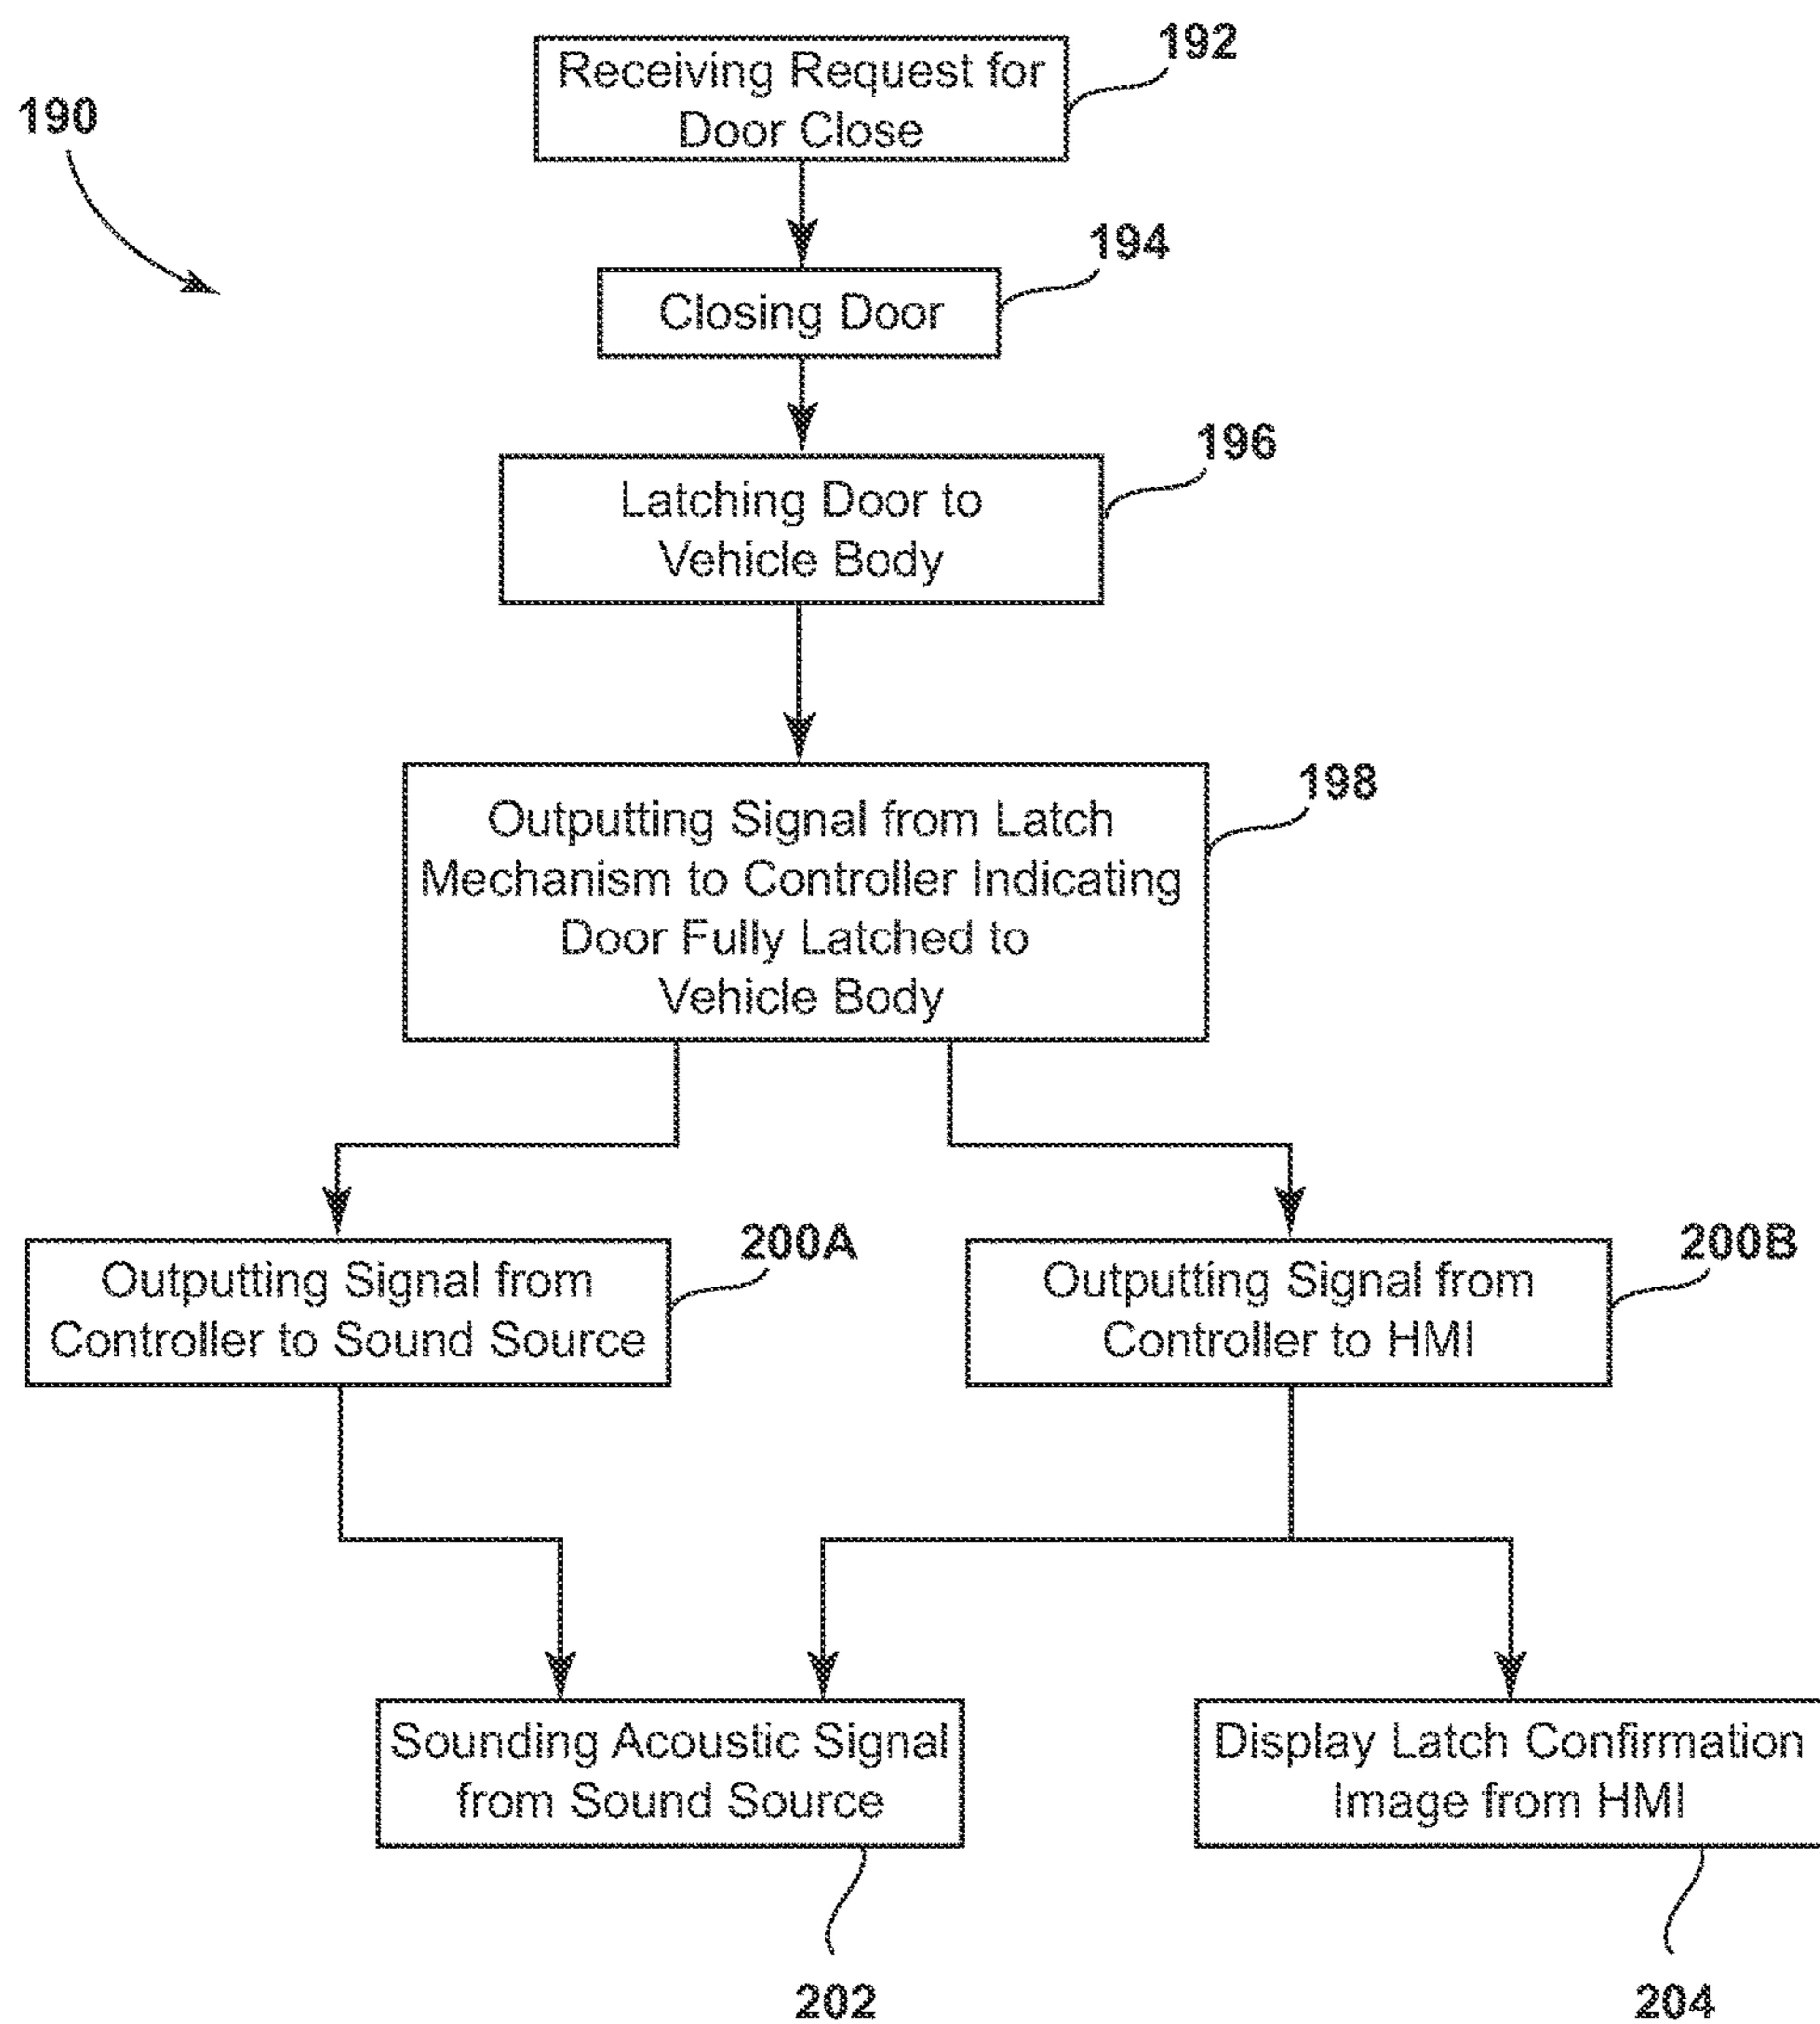 192
Receiving Request for
Door Close
190
194
Closing Door
196
Latching Door to
Vehicle Body
198
Outputting Signal from Latch
Mechanism to Controller Indicating
Door Fully Latched to
Vehicle Body
200A
Outputting Signal from
Controller to Sound Source
200B
Outputting Signal from
Controller to HMI
Sounding Acoustic Signal
from Sound Source
Display Latch Confirmation
Image from HMI
202
204